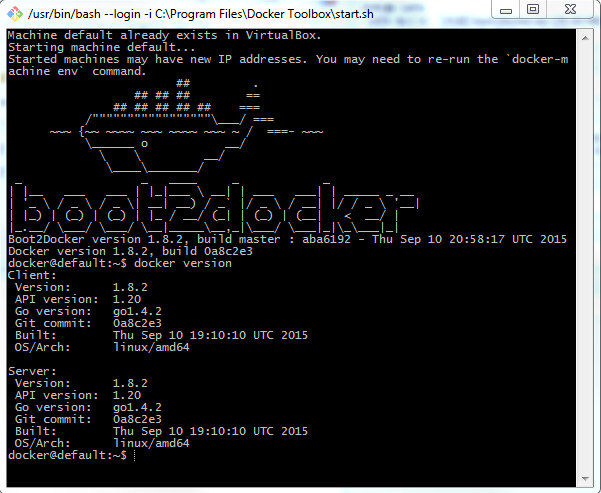 /usr/bin/bash --login -i C:\Program Files\Docker Toolbox\start.sh
Machine default already exists in VirtualBox.
Starting machine default...
Started machines may have new IP addresses. You may need to re-run the `docker-m
achine env` command.
boot2docker
Boot2Docker version 1.8.2, build master : aba6192 - Thu Sep 10 20:58:17 UTC 2015
Docker version 1.8.2, build 0a8c2e3
docker@default:~$ docker version
Client:
Version: 1.8.2
API version: 1.20
Go version: go1.4.2
Git commit: 0a8c2e3
Built: Thu Sep 10 19:10:10 UTC 2015
OS/Arch: linux/amd64
Server:
Version: 1.8.2
API version: 1.20
Go version: go1.4.2
Git commit: 0a8c2e3
Built: Thu Sep 10 19:10:10 UTC 2015
OS/Arch: linux/amd64
docker@default:~$